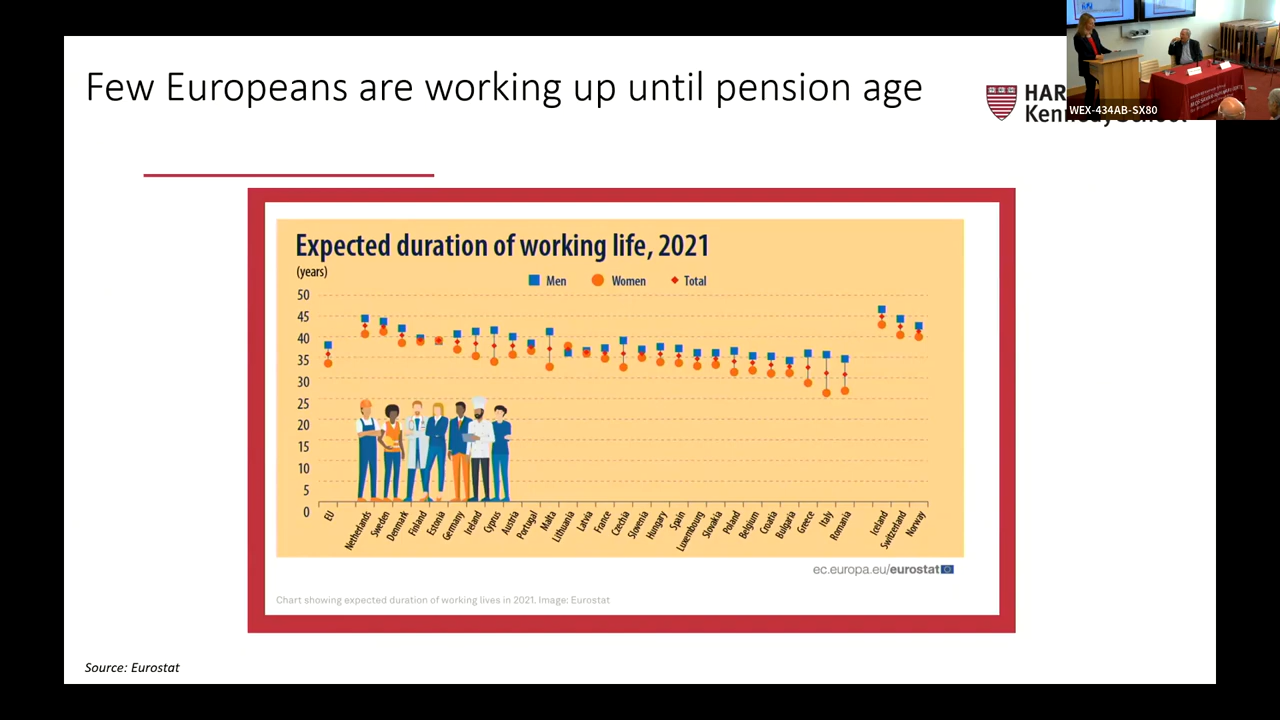 Few Europeans are working up until pension age
HAR
Kennedy School
WEX-434AB-SX80
Expected duration of working life, 2021
(years)
Men Women Total
50
45
40
35
30
25
20
15
10
5
0
EU Netherlands Sweden Denmark Finland Estonia Germany Ireland Cyprus Austria Portugal Malta Lithuania Latvia France Czechia Slovenia Hungary Spain Luxembourg Slovakia Poland Belgium Croatia Bulgaria Greece Italy Romania Iceland Switzerland Norway
ec.europa.eu/eurostat
Chart showing expected duration of working lives in 2021. Image: Eurostat
Source: Eurostat